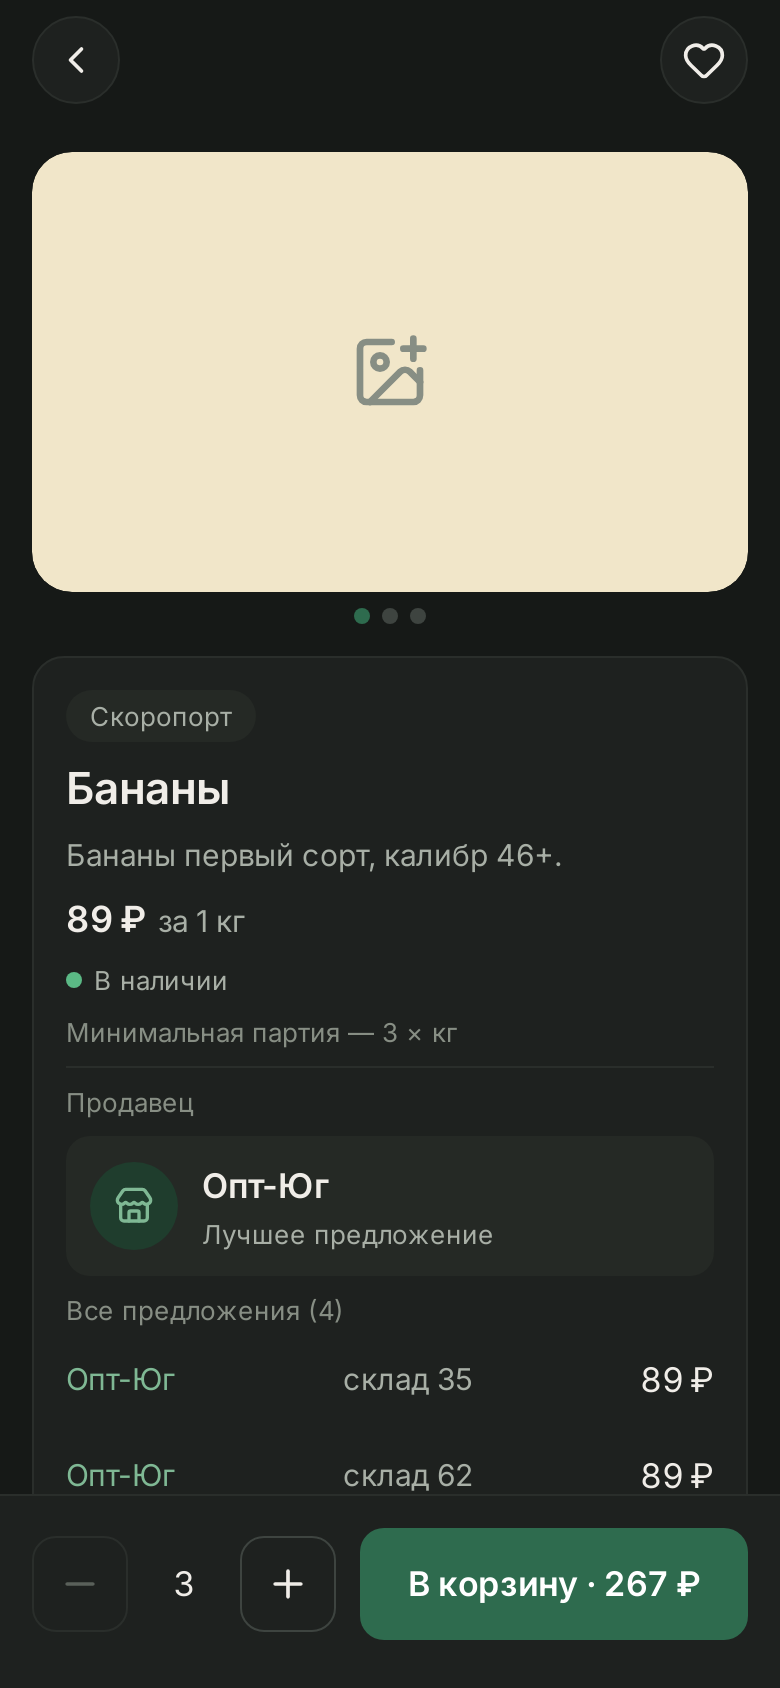 Скоропорт
Бананы
Бананы первый сорт, калибр 46+.
89 ₽ за 1 кг
В наличии
Минимальная партия — 3 × кг
Продавец
Опт-Юг
Лучшее предложение
Все предложения (4)
Опт-Юг склад 35 89 ₽
Опт-Юг склад 62 89 ₽
3 В корзину · 267 ₽